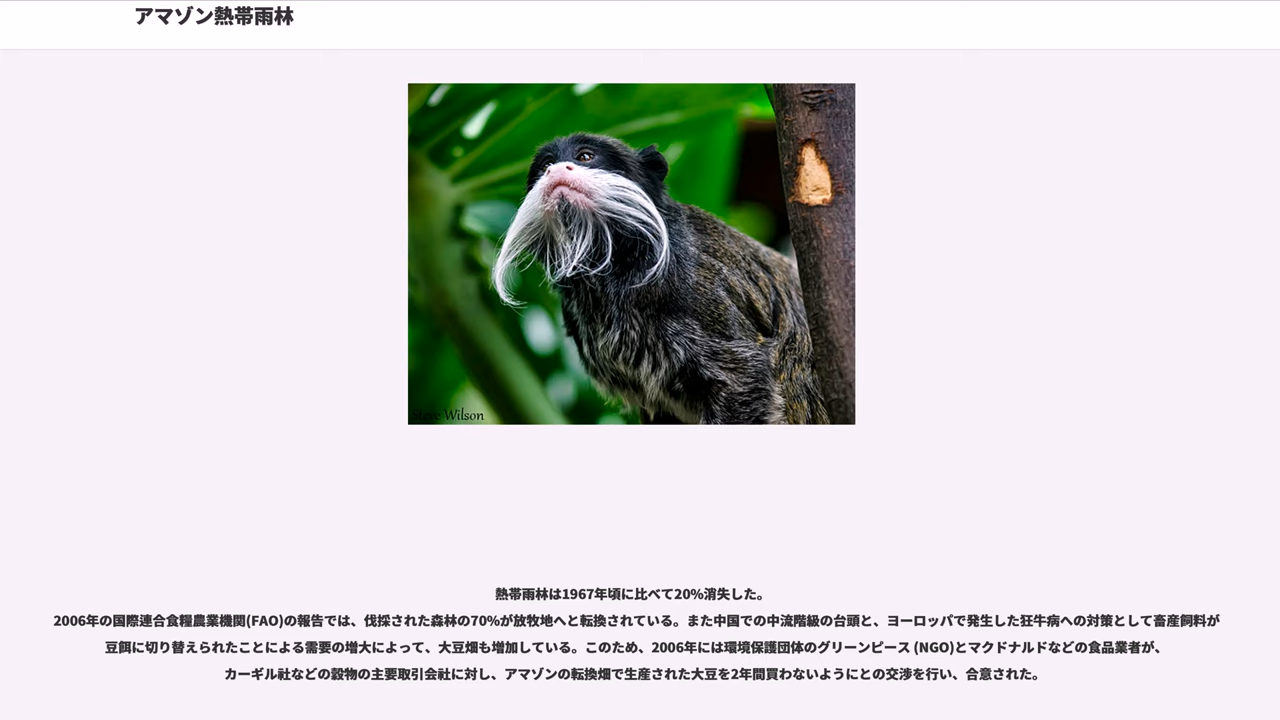 アマゾン熱帯雨林
Steve Wilson
熱帯雨林は1967年頃に比べて20%消失した。
2006年の国際連合食糧農業機関(FAO)の報告では、伐採された森林の70%が放牧地へと転換されている。また中国での中流階級の台頭と、ヨーロッパで発生した狂牛病への対策として畜産飼料が
豆餌に切り替えられたことによる需要の増大によって、大豆畑も増加している。このため、2006年には環境保護団体のグリーンピース (NGO)とマクドナルドなどの食品業者が、
カーギル社などの穀物の主要取引会社に対し、アマゾンの転換畑で生産された大豆を2年間買わないようにとの交渉を行い、合意された。